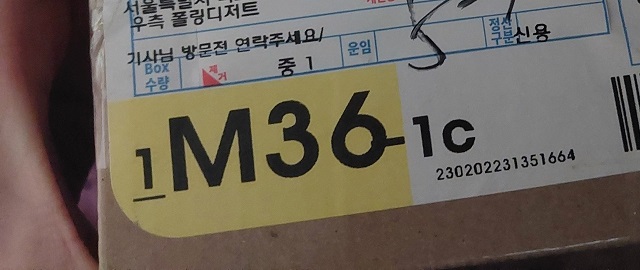 우측 폴링디저트
기사님 방문전 연락주세요/
Box 수량 제거 중 1 운임 정산구분 신용
1M36-1c
230202231351664